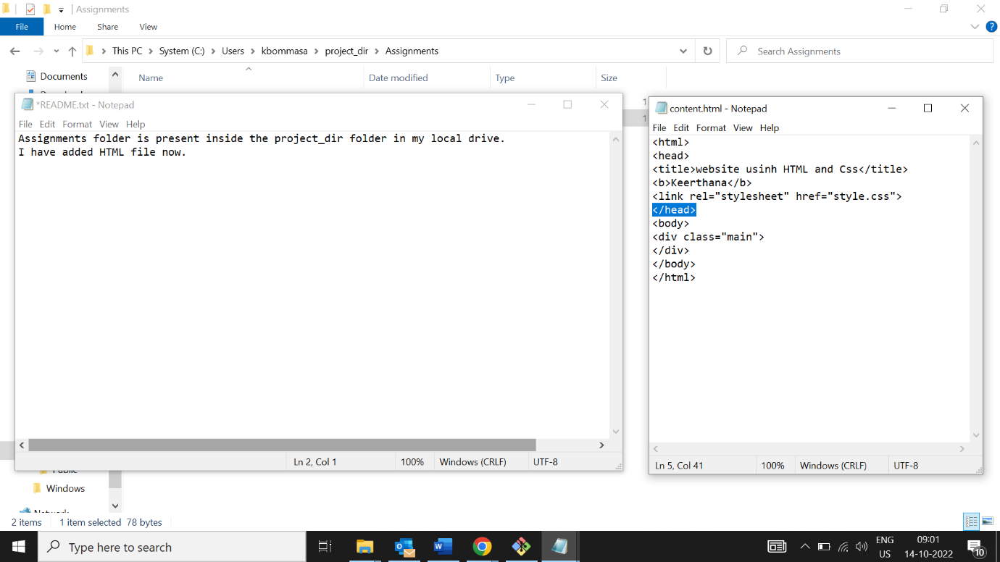 Assignments
File Home Share View
This PC > System (C:) > Users > kbommasa > project_dir > Assignments
Search Assignments
Documents
Name Date modified Type Size
*README.txt - Notepad
File Edit Format View Help
Assignments folder is present inside the project_dir folder in my local drive.
I have added HTML file now.
Ln 2, Col 1 100% Windows (CRLF) UTF-8
1
1
content.html - Notepad
File Edit Format View Help
<html>
<head>
<title>website usinh HTML and Css</title>
<b>Keerthana</b>
<link rel="stylesheet" href="style.css">
</head>
<body>
<div class="main">
</div>
</body>
</html>
Ln 5, Col 41 100% Windows (CRLF) UTF-8
Public
Windows
Network
2 items 1 item selected 78 bytes
Type here to search
ENG
US
09:01
14-10-2022
10